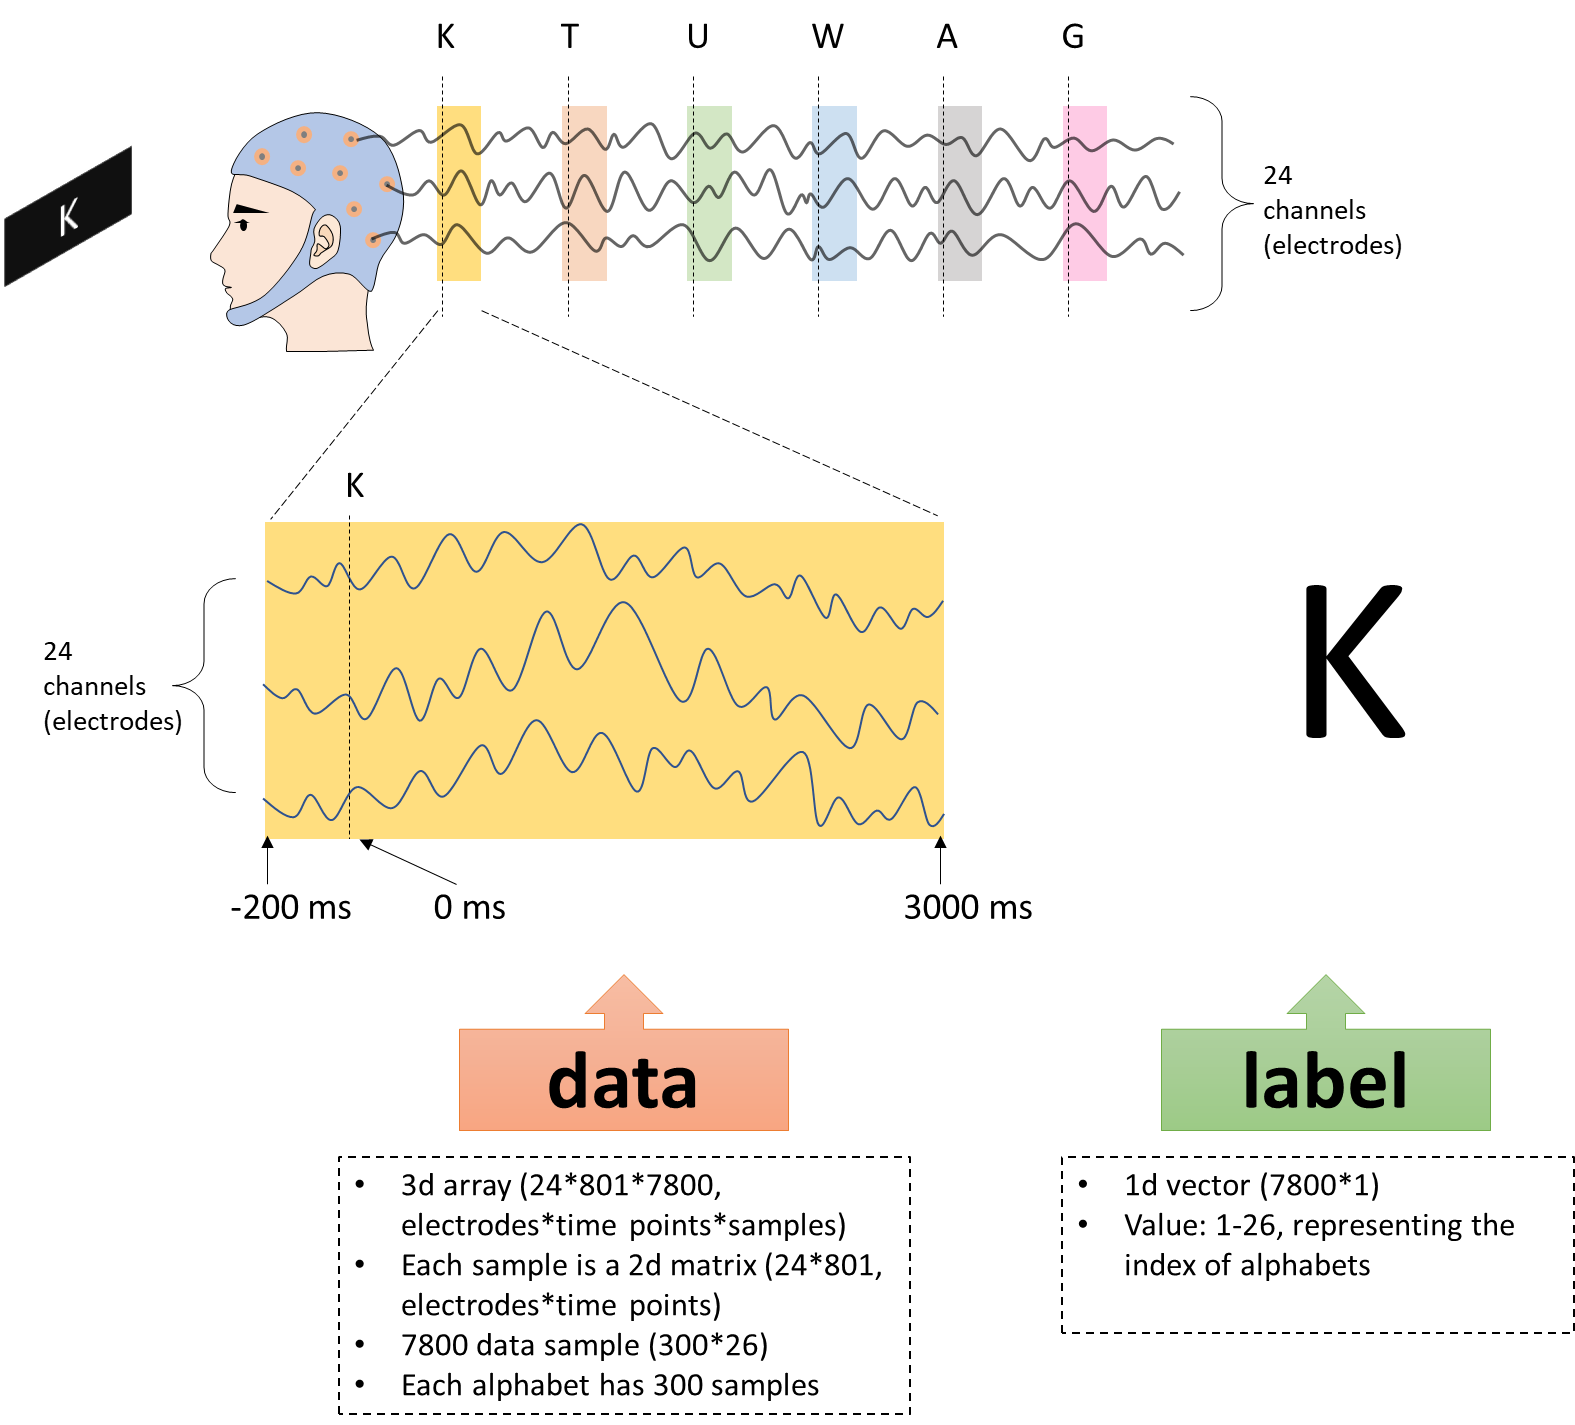 K T U W A G
K
24
channels
(electrodes)
K
24
channels
(electrodes)
K
-200 ms 0 ms 3000 ms
data
label
• 3d array (24*801*7800,
electrodes*time points*samples)
• Each sample is a 2d matrix (24*801,
electrodes*time points)
• 7800 data sample (300*26)
• Each alphabet has 300 samples
• 1d vector (7800*1)
• Value: 1-26, representing the
index of alphabets